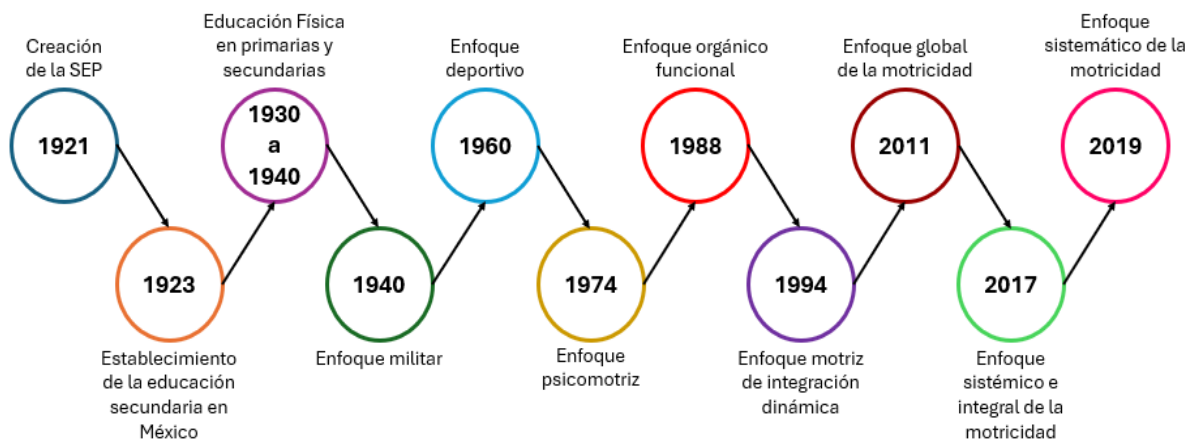 Creación
de la SEP
1921
1923
Establecimiento
de la educación
secundaria en
México
Educación Física
en primarias y
secundarias
1930
a
1940
1940
Enfoque militar
Enfoque
deportivo
1960
1974
Enfoque
psicomotriz
Enfoque orgánico
funcional
1988
1994
Enfoque motriz
de integración
dinámica
Enfoque global
de la motricidad
2011
2017
Enfoque
sistémico e
integral de la
motricidad
Enfoque
sistemático de la
motricidad
2019